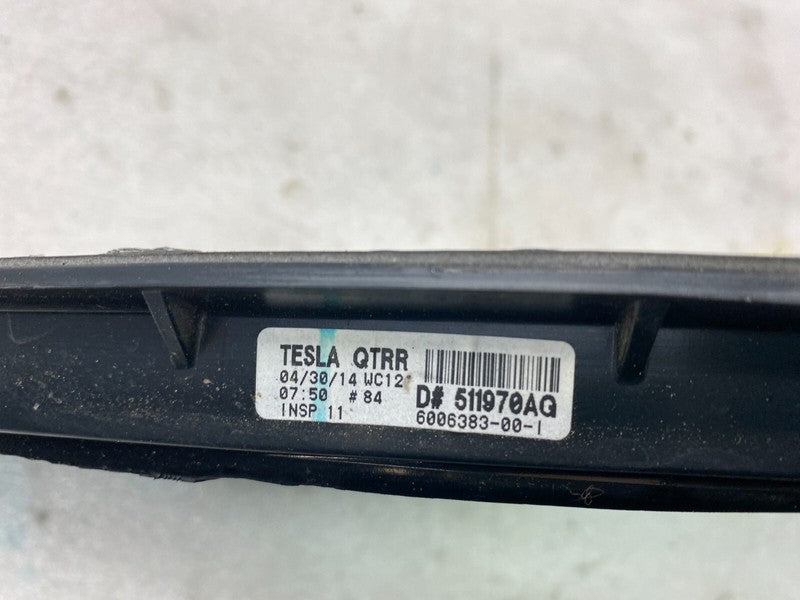 TESLA QTRR
04/30/14 WC12
07:50 #84
INSP 11
D# 511970AG
6006383-00-I